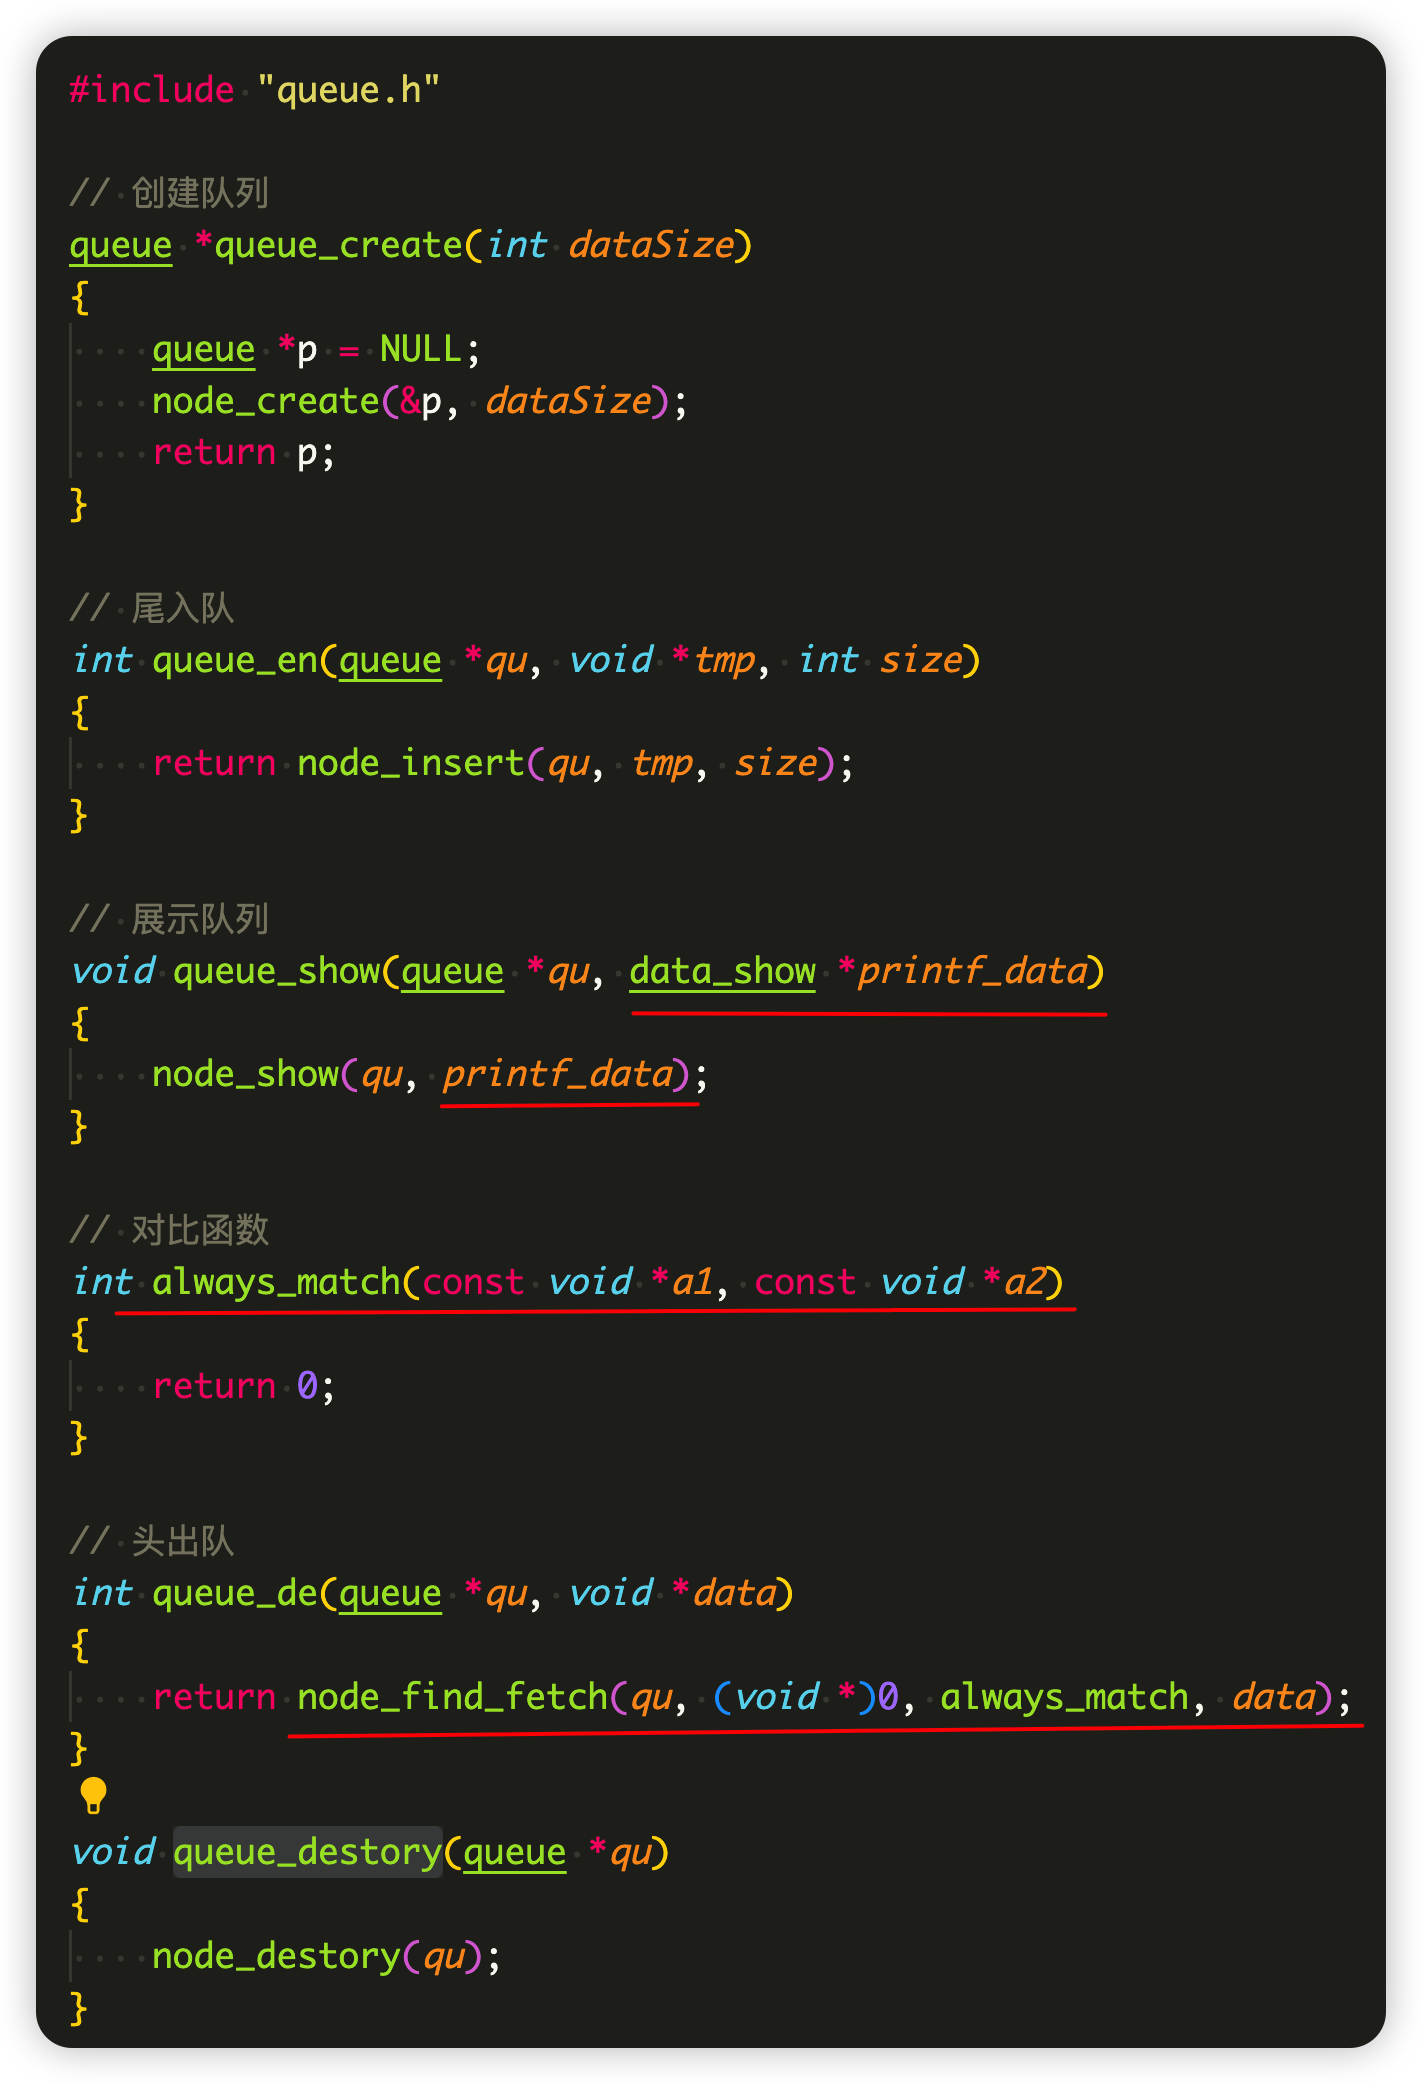 #include "queue.h"
// 创建队列
queue *queue_create(int dataSize)
{
queue *p = NULL;
node_create(&p, dataSize);
return p;
}
// 尾入队
int queue_en(queue *qu, void *tmp, int size)
{
return node_insert(qu, tmp, size);
}
// 展示队列
void queue_show(queue *qu, data_show *printf_data)
{
node_show(qu, printf_data);
}
// 对比函数
int always_match(const void *a1, const void *a2)
{
return 0;
}
// 头出队
int queue_de(queue *qu, void *data)
{
return node_find_fetch(qu, (void *)0, always_match, data);
}
void queue_destory(queue *qu)
{
node_destory(qu);
}